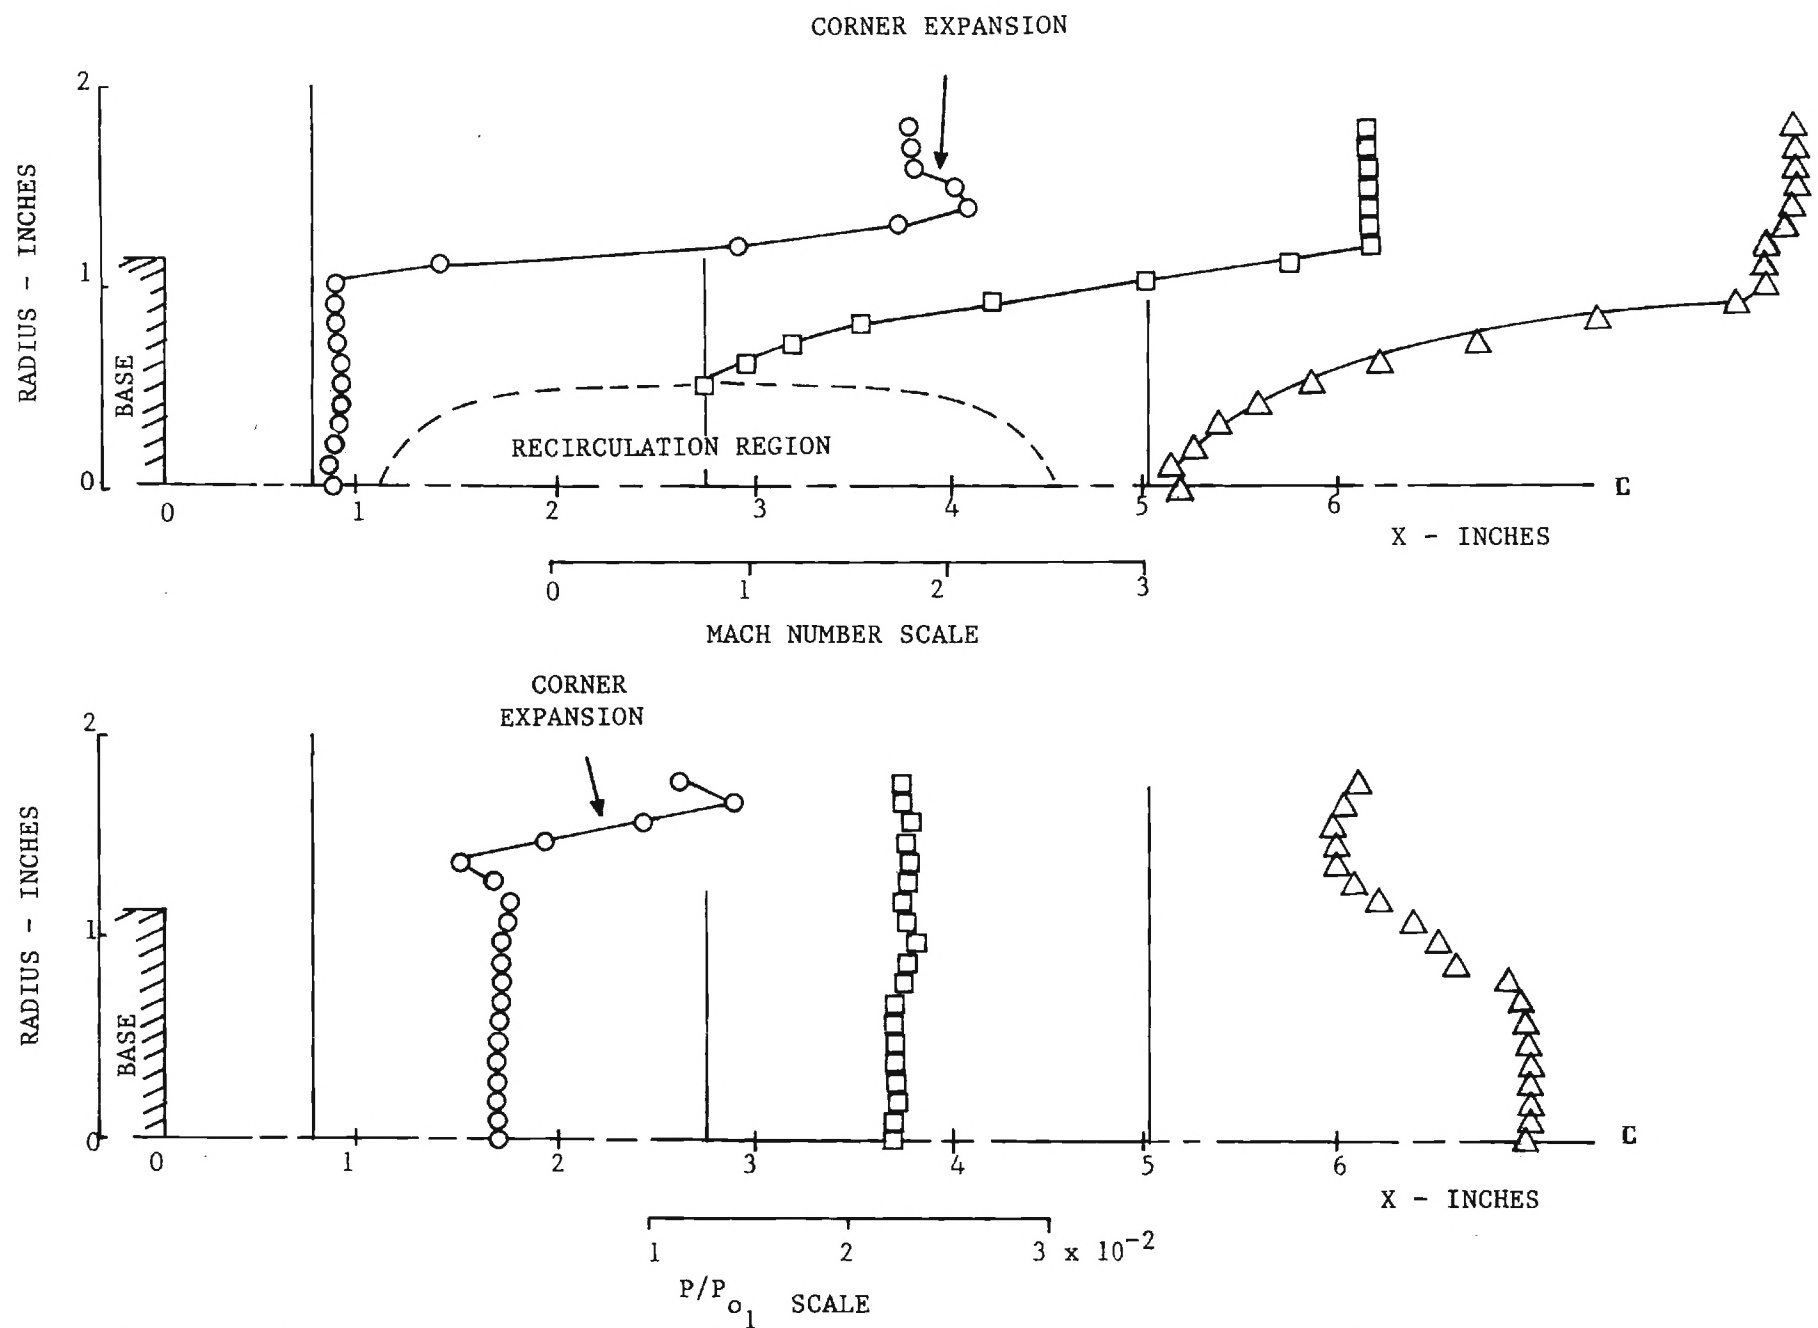 CORNER EXPANSION
2
1
0
RADIUS - INCHES
BASE
RECIRCULATION REGION
0 1 2 3 4 5 6
X - INCHES
0 1 2 3
MACH NUMBER SCALE
CORNER
EXPANSION
2
1
0
RADIUS - INCHES
BASE
0 1 2 3 4 5 6
X - INCHES
1 2 3 x 10⁻²
P/Po₁ SCALE